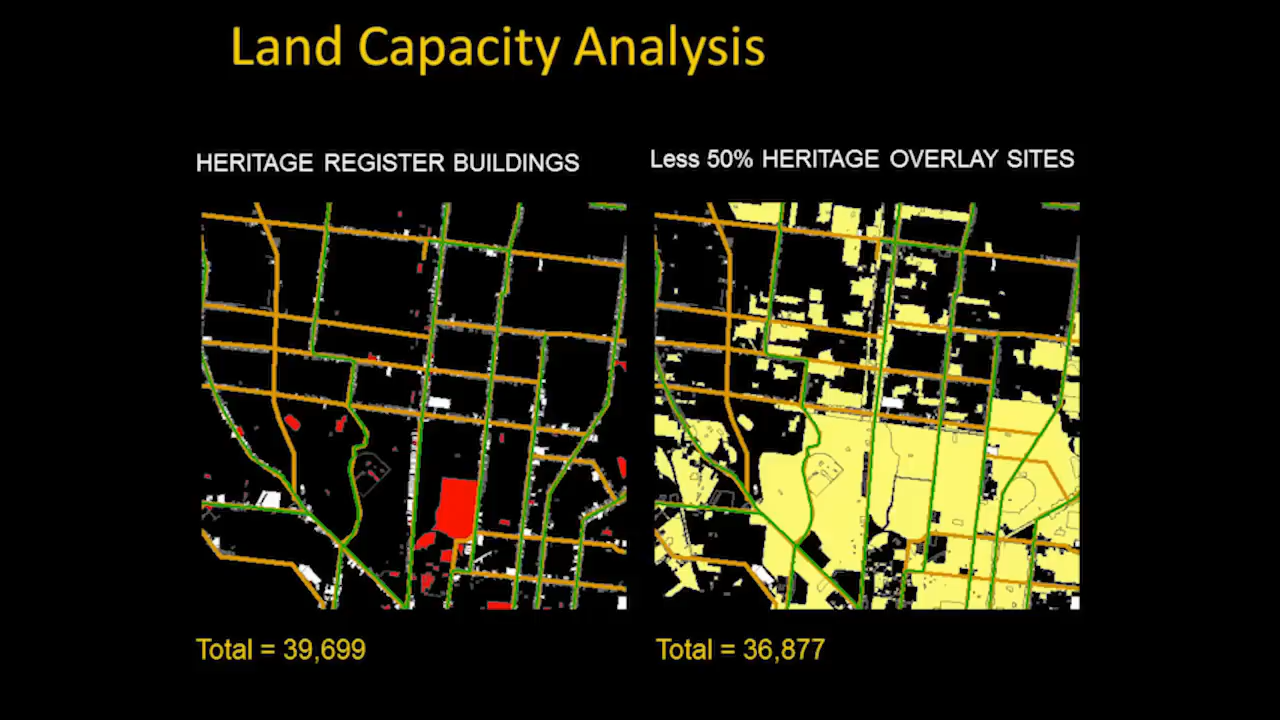 Land Capacity Analysis
HERITAGE REGISTER BUILDINGS
Less 50% HERITAGE OVERLAY SITES
Total = 39,699
Total = 36,877